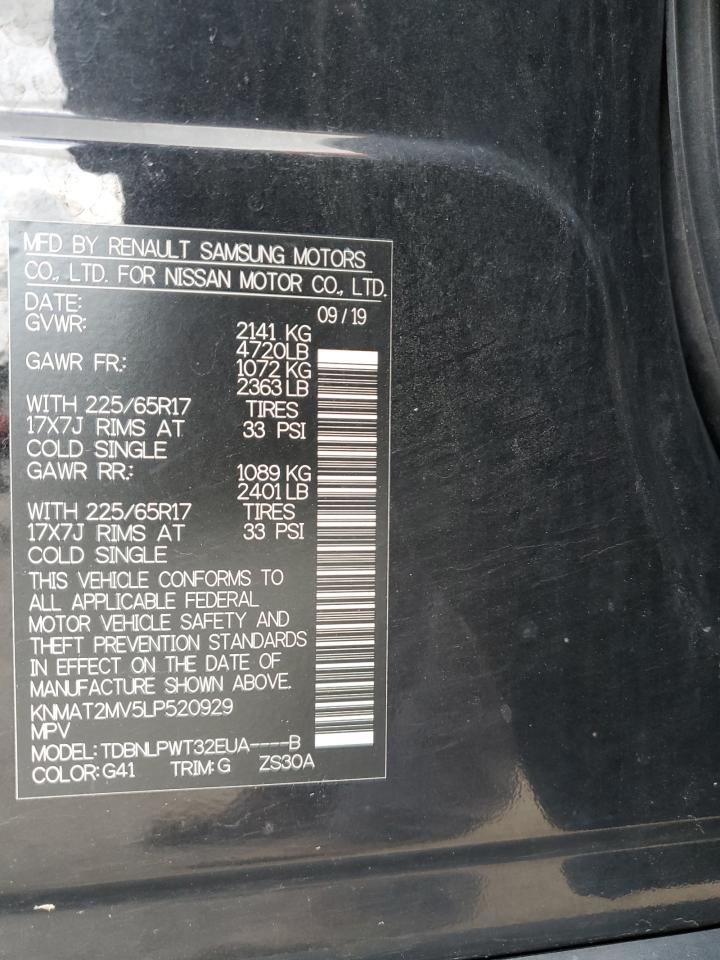 MFD BY RENAULT SAMSUNG MOTORS
CO., LTD. FOR NISSAN MOTOR CO., LTD.
DATE: 09/19
GVWR: 2141 KG
4720LB
GAWR FR: 1072 KG
2363 LB
WITH 225/65R17 TIRES
17X7J RIMS AT 33 PSI
COLD SINGLE
GAWR RR: 1089 KG
2401 LB
WITH 225/65R17 TIRES
17X7J RIMS AT 33 PSI
COLD SINGLE
THIS VEHICLE CONFORMS TO
ALL APPLICABLE FEDERAL
MOTOR VEHICLE SAFETY AND
THEFT PREVENTION STANDARDS
IN EFFECT ON THE DATE OF
MANUFACTURE SHOWN ABOVE.
KNMAT2MV5LP520929
MPV
MODEL: TDBNLPWT32EUA----B
COLOR: G41 TRIM: G ZS30A